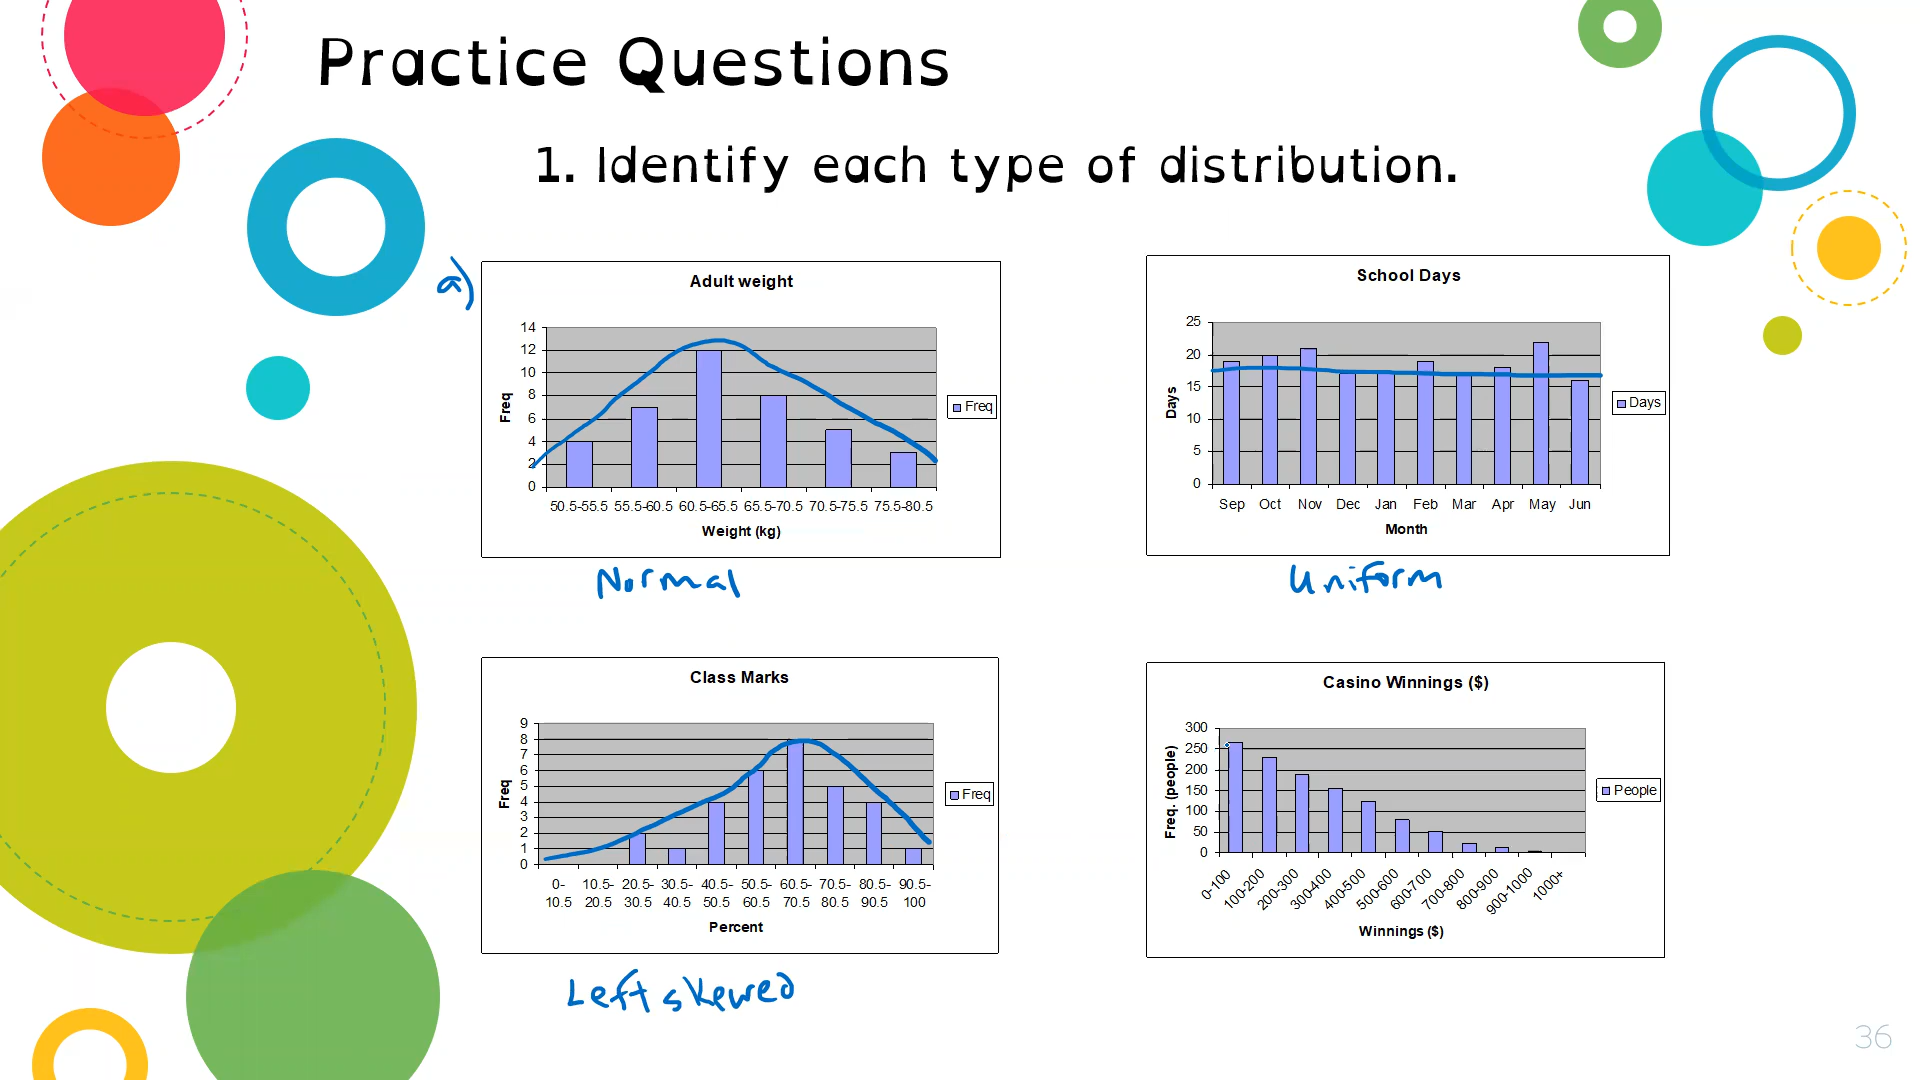 Practice Questions
1. Identify each type of distribution.
a)
Adult weight
14
12
10
8
6
4
2
0
Freq
Freq
50.5-55.5 55.5-60.5 60.5-65.5 65.5-70.5 70.5-75.5 75.5-80.5
Weight (kg)
Normal
School Days
25
20
15
10
5
0
Days
Days
Sep Oct Nov Dec Jan Feb Mar Apr May Jun
Month
Uniform
Class Marks
9
8
7
6
5
4
3
2
1
0
Freq
Freq
0- 10.5- 20.5- 30.5- 40.5- 50.5- 60.5- 70.5- 80.5- 90.5-
10.5 20.5 30.5 40.5 50.5 60.5 70.5 80.5 90.5 100
Percent
Left skewed
Casino Winnings ($)
300
250
200
150
100
50
0
Freq. (people)
People
0-100 100-200 200-300 300-400 400-500 500-600 600-700 700-800 800-900 900-1000 1000+
Winnings ($)
36